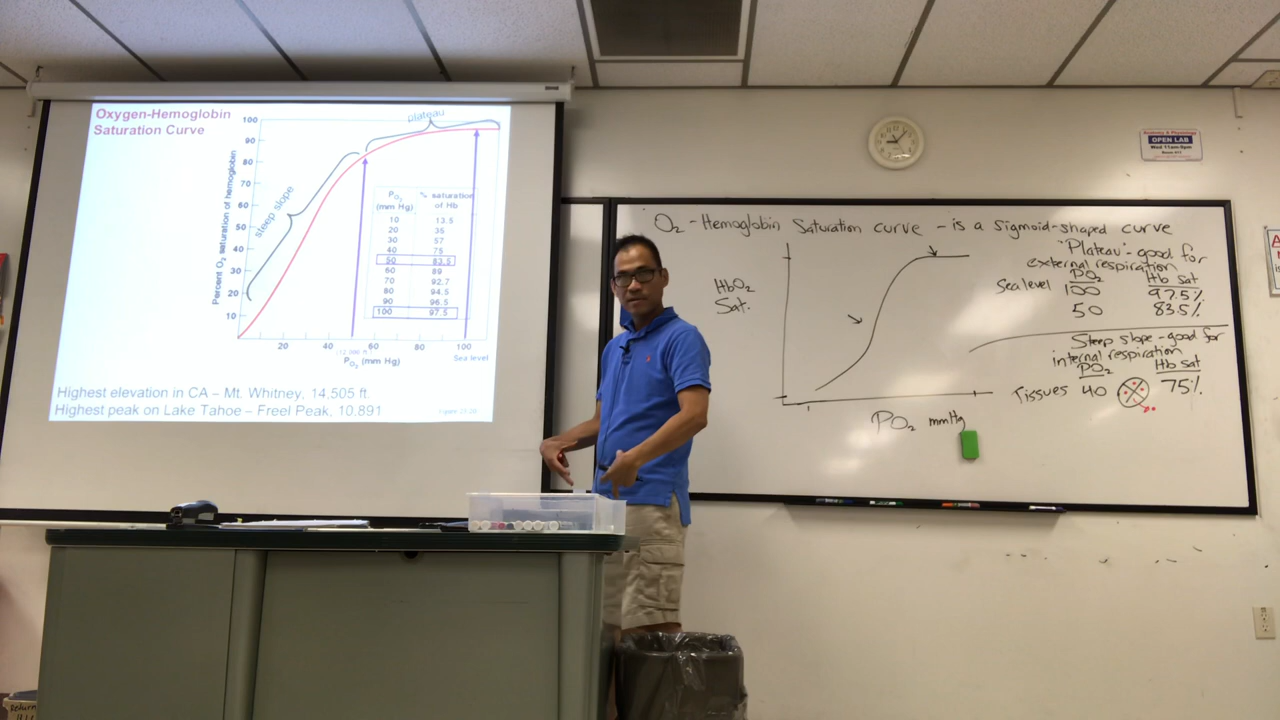 Oxygen-Hemoglobin
Saturation Curve
Percent O2 saturation of hemoglobin
100
90
80
70
60
50
40
30
20
10
steep slope
plateau
PO2 % saturation
(mm Hg) of Hb
10 13.5
20 35
30 57
40 75
50 83.5
60 89
70 92.7
80 94.5
90 96.5
100 97.5
20 40 60 80 100
PO2 (mm Hg) Sea level
Highest elevation in CA – Mt. Whitney, 14,505 ft.
Highest peak on Lake Tahoe – Freel Peak, 10,891
Anatomy & Physiology
OPEN LAB
O2 - Hemoglobin Saturation curve - is a sigmoid-shaped curve
HbO2
Sat.
PO2 mmHg
"Plateau" - good for
external respiration
PO2 Hb Sat
Sea level 100 97.5%
50 83.5%
Steep slope - good for
internal respiration
PO2 Hb Sat
Tissues 40 75%
Return